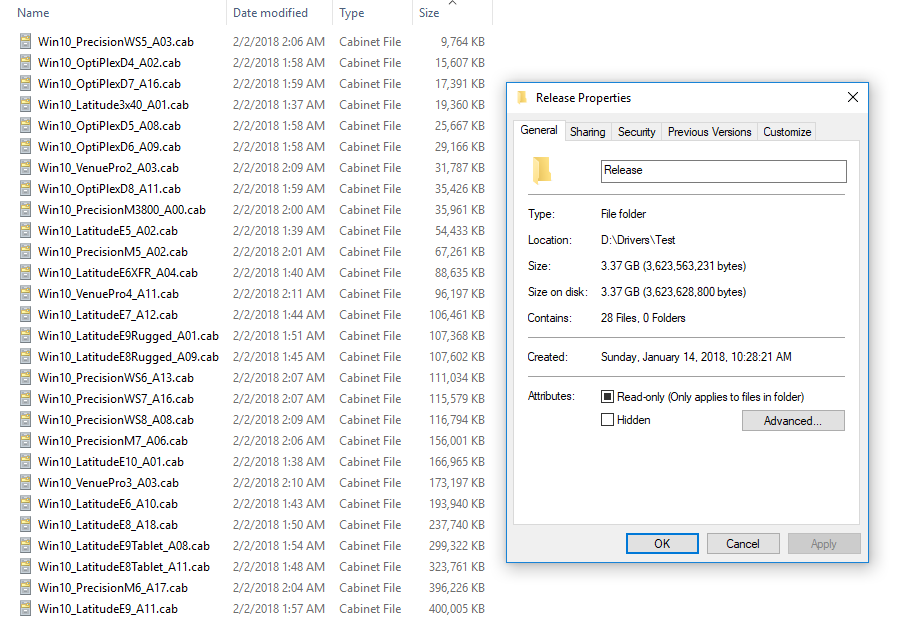 Name Date modified Type Size
Win10_PrecisionWS5_A03.cab 2/2/2018 2:06 AM Cabinet File 9,764 KB
Win10_OptiPlexD4_A02.cab 2/2/2018 1:58 AM Cabinet File 15,607 KB
Win10_OptiPlexD7_A16.cab 2/2/2018 1:59 AM Cabinet File 17,391 KB
Win10_Latitude3x40_A01.cab 2/2/2018 1:37 AM Cabinet File 19,360 KB
Win10_OptiPlexD5_A08.cab 2/2/2018 1:58 AM Cabinet File 25,667 KB
Win10_OptiPlexD6_A09.cab 2/2/2018 1:58 AM Cabinet File 29,166 KB
Win10_VenuePro2_A03.cab 2/2/2018 2:09 AM Cabinet File 31,787 KB
Win10_OptiPlexD8_A11.cab 2/2/2018 1:59 AM Cabinet File 35,426 KB
Win10_PrecisionM3800_A00.cab 2/2/2018 2:00 AM Cabinet File 35,961 KB
Win10_LatitudeE5_A02.cab 2/2/2018 1:39 AM Cabinet File 54,433 KB
Win10_PrecisionM5_A02.cab 2/2/2018 2:01 AM Cabinet File 67,261 KB
Win10_LatitudeE6XFR_A04.cab 2/2/2018 1:40 AM Cabinet File 88,635 KB
Win10_VenuePro4_A11.cab 2/2/2018 2:11 AM Cabinet File 96,197 KB
Win10_LatitudeE7_A12.cab 2/2/2018 1:44 AM Cabinet File 106,461 KB
Win10_LatitudeE9Rugged_A01.cab 2/2/2018 1:51 AM Cabinet File 107,368 KB
Win10_LatitudeE8Rugged_A09.cab 2/2/2018 1:45 AM Cabinet File 107,602 KB
Win10_PrecisionWS6_A13.cab 2/2/2018 2:07 AM Cabinet File 111,034 KB
Win10_PrecisionWS7_A16.cab 2/2/2018 2:07 AM Cabinet File 115,579 KB
Win10_PrecisionWS8_A08.cab 2/2/2018 2:09 AM Cabinet File 116,794 KB
Win10_PrecisionM7_A06.cab 2/2/2018 2:06 AM Cabinet File 156,001 KB
Win10_LatitudeE10_A01.cab 2/2/2018 1:38 AM Cabinet File 166,965 KB
Win10_VenuePro3_A03.cab 2/2/2018 2:10 AM Cabinet File 173,197 KB
Win10_LatitudeE6_A10.cab 2/2/2018 1:43 AM Cabinet File 193,940 KB
Win10_LatitudeE8_A18.cab 2/2/2018 1:50 AM Cabinet File 237,740 KB
Win10_LatitudeE9Tablet_A08.cab 2/2/2018 1:54 AM Cabinet File 299,322 KB
Win10_LatitudeE8Tablet_A11.cab 2/2/2018 1:48 AM Cabinet File 323,761 KB
Win10_PrecisionM6_A17.cab 2/2/2018 2:04 AM Cabinet File 396,226 KB
Win10_LatitudeE9_A11.cab 2/2/2018 1:57 AM Cabinet File 400,005 KB
Release Properties
General Sharing Security Previous Versions Customize
Release
Type: File folder
Location: D:\Drivers\Test
Size: 3.37 GB (3,623,563,231 bytes)
Size on disk: 3.37 GB (3,623,628,800 bytes)
Contains: 28 Files, 0 Folders
Created: Sunday, January 14, 2018, 10:28:21 AM
Attributes: Read-only (Only applies to files in folder)
Hidden Advanced...
OK Cancel Apply